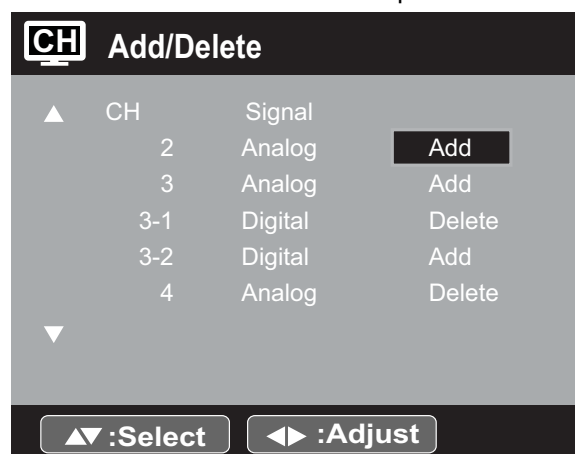 CH Add/Delete
CH Signal
2 Analog Add
3 Analog Add
3-1 Digital Delete
3-2 Digital Add
4 Analog Delete
▲▼ :Select ◀▶ :Adjust